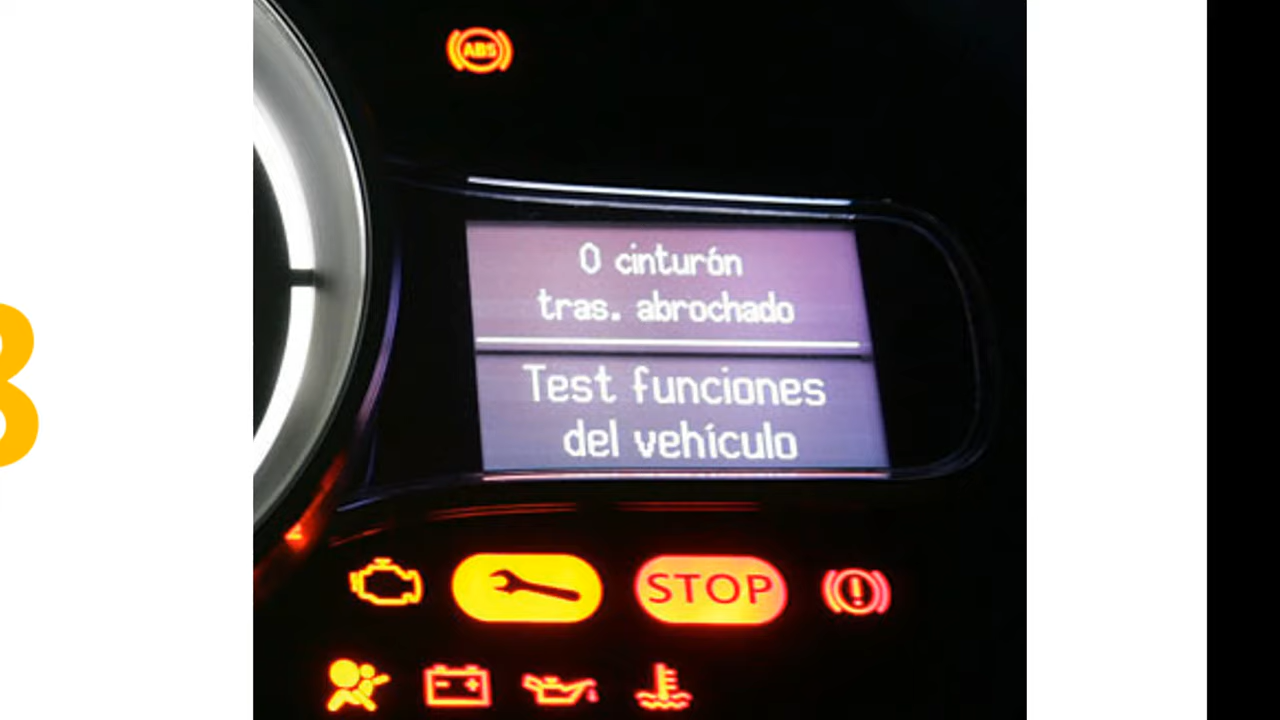 ABS
0 cinturón
tras. abrochado
Test funciones
del vehículo
STOP